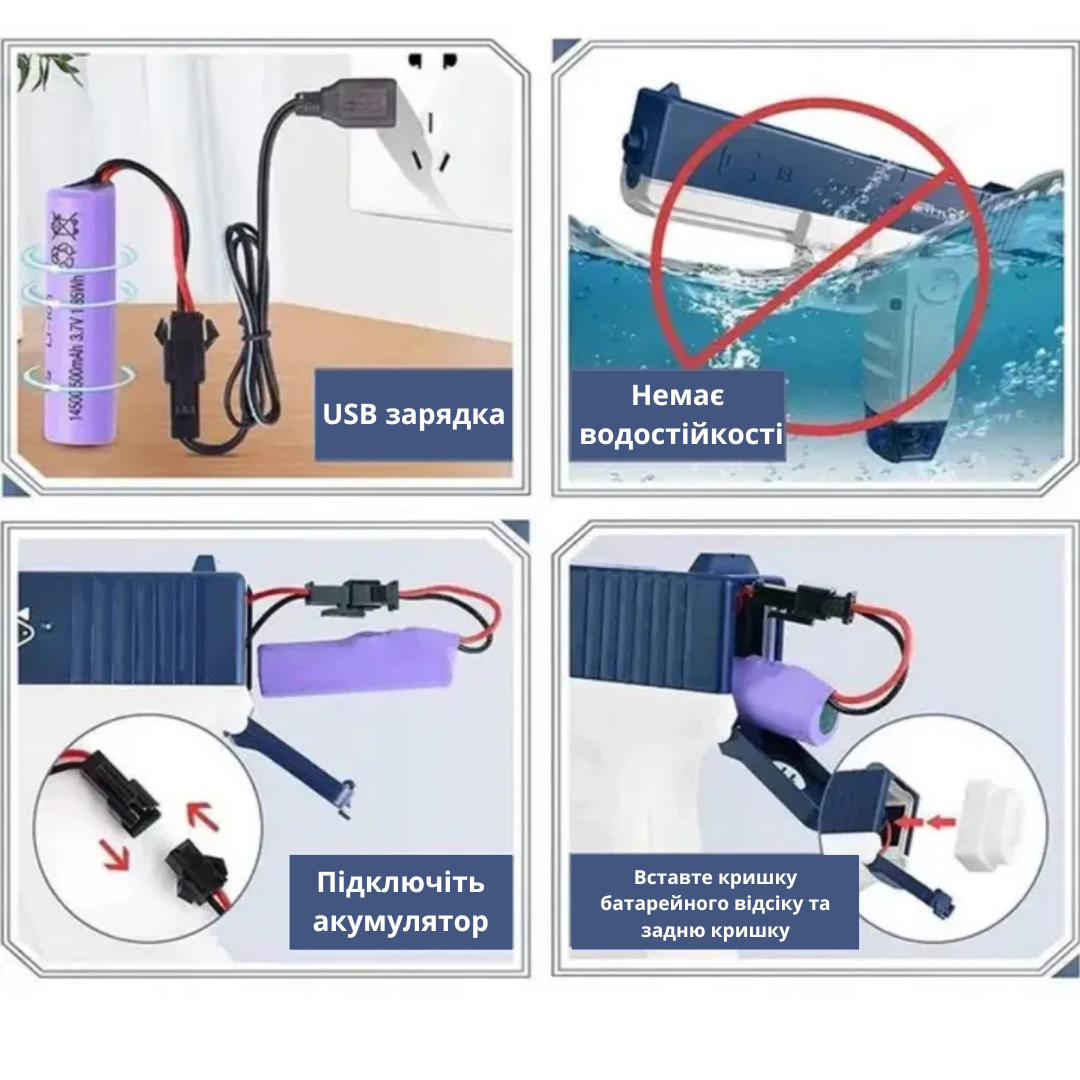 14500 500mAh 3.7V 1.85Wh
USB зарядка
Немає
водостійкості
Підключіть
акумулятор
Вставте кришку
батарейного відсіку та
задню кришку